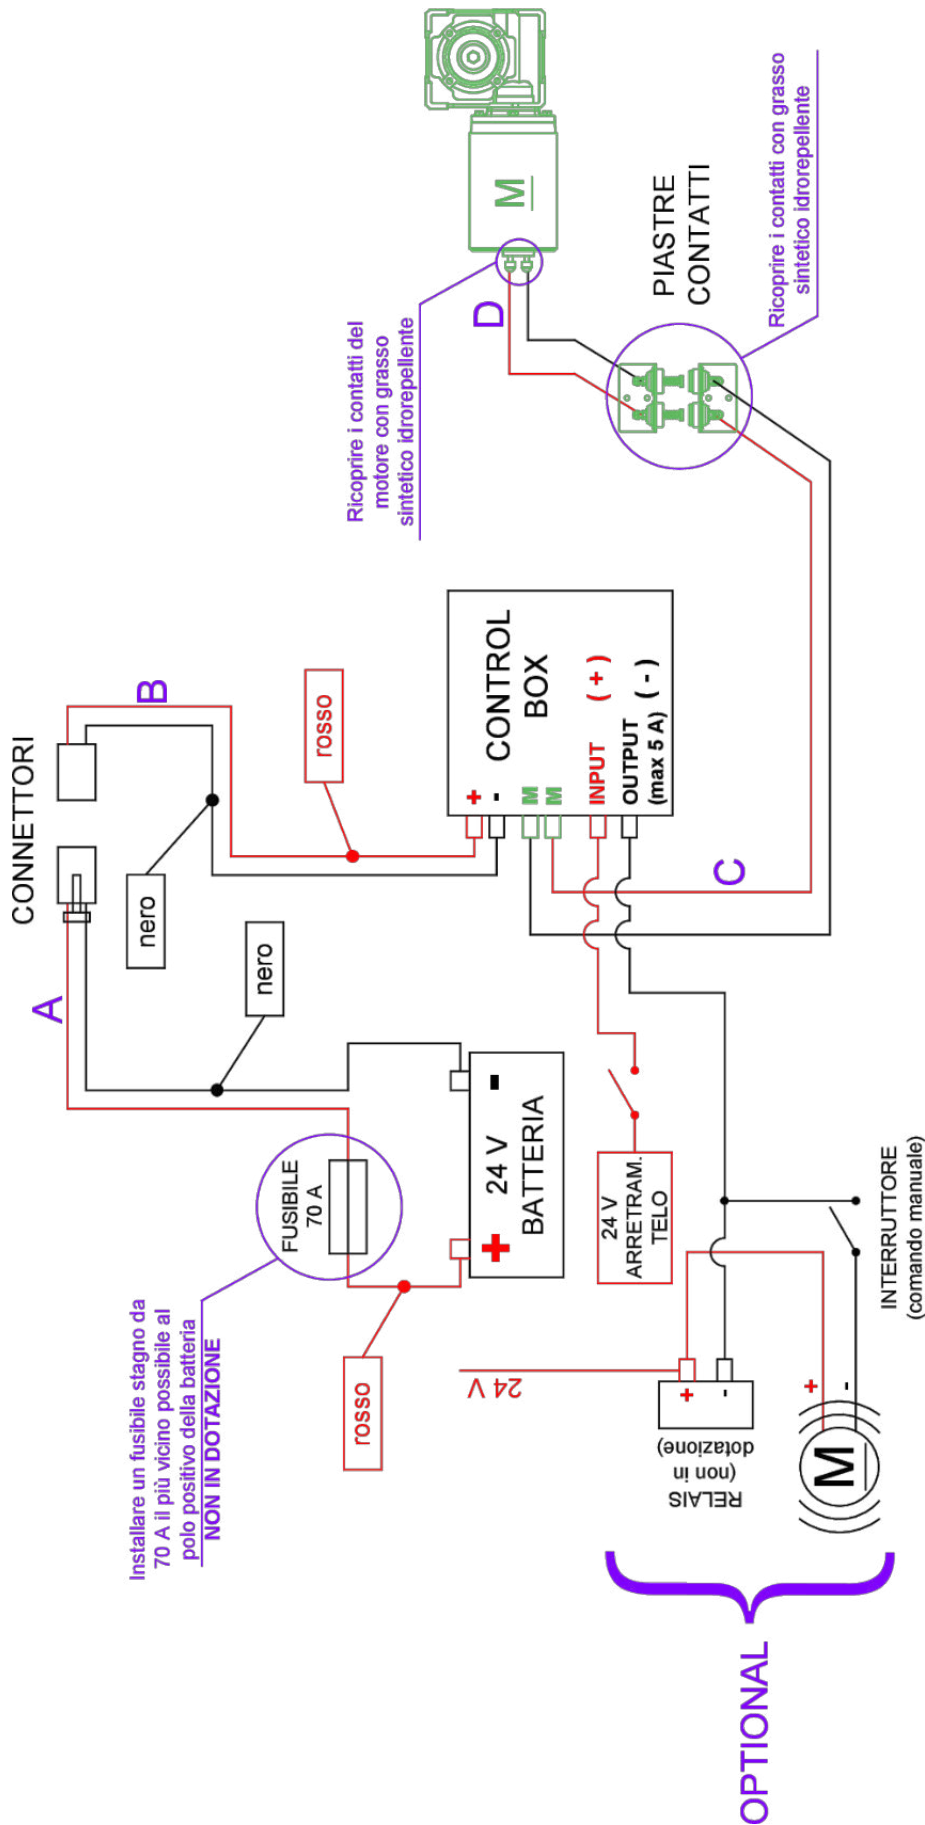 Installare un fusibile stagno da
70 A il più vicino possibile al
polo positivo della batteria
NON IN DOTAZIONE
FUSIBILE
70 A
rosso
A
nero
CONNETTORI
nero
B
rosso
+
-
24 V
BATTERIA
+
-
M
M
INPUT
(+)
OUTPUT
(-)
(max 5 A)
CONTROL
BOX
C
Ricoprire i contatti del
motore con grasso
sintetico idrorepellente
D
M
PIASTRE
CONTATTI
Ricoprire i contatti con grasso
sintetico idrorepellente
24 V
ARRETRAM.
TELO
24 V
+
-
RELAIS
(non in
dotazione)
+
-
M
INTERRUTTORE
(comando manuale)
OPTIONAL